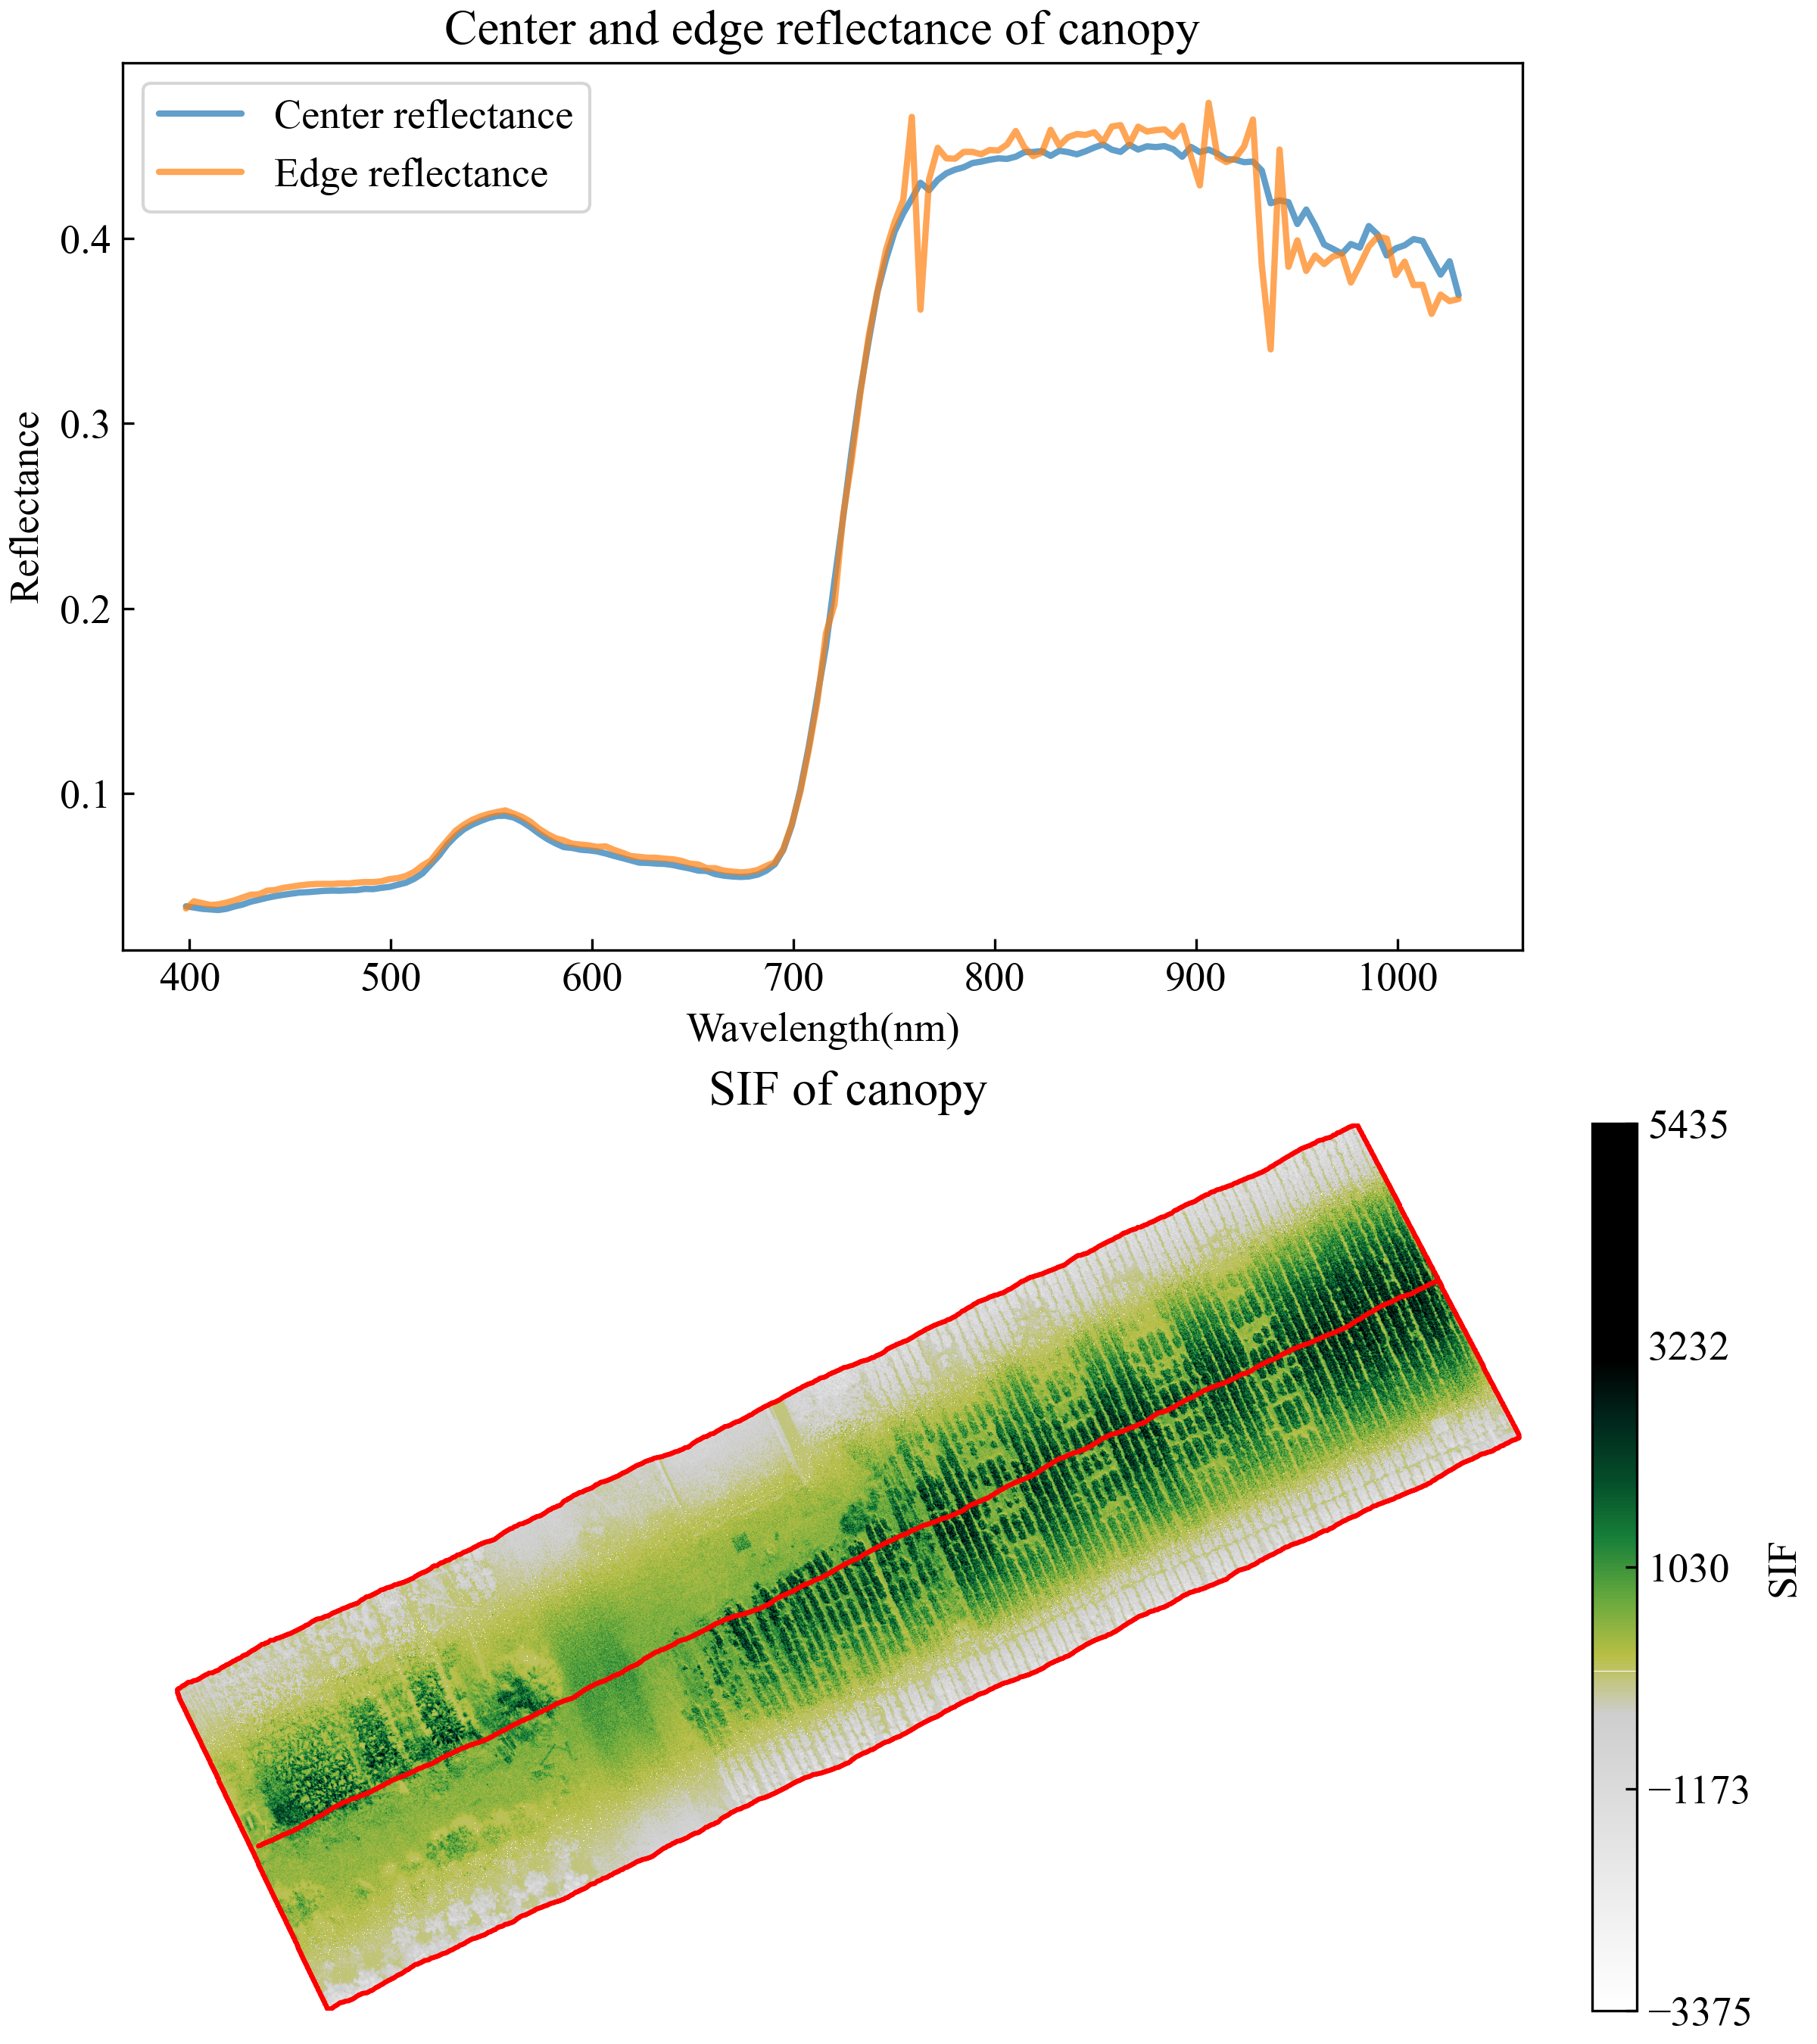 Center and edge reflectance of canopy
Center reflectance
Edge reflectance
Reflectance
0.4
0.3
0.2
0.1
400 500 600 700 800 900 1000
Wavelength(nm)
SIF of canopy
5435
3232
1030
−1173
−3375
SIF